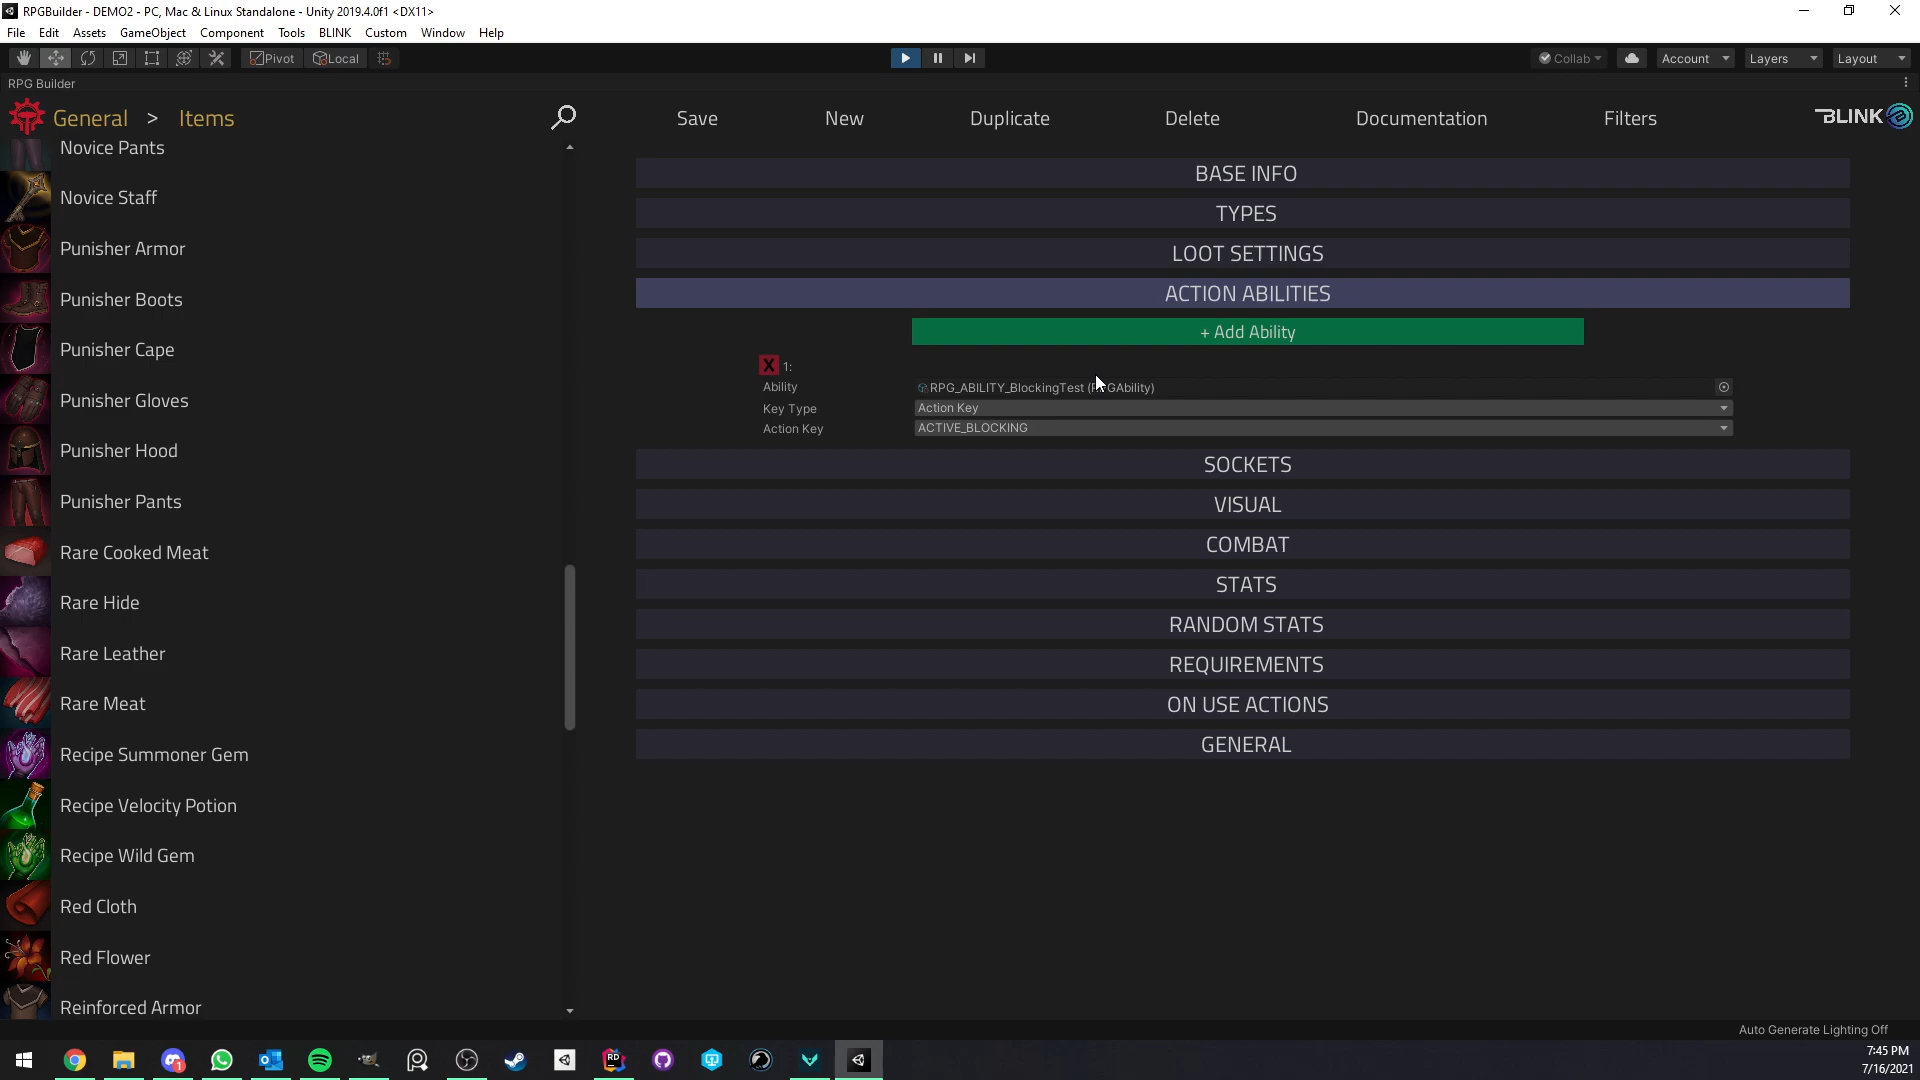 RPGBuilder - DEMO2 - PC, Mac & Linux Standalone - Unity 2019.4.0f1 <DX11>
File Edit Assets GameObject Component Tools BLINK Custom Window Help
Pivot Local Collab Account Layers Layout
RPG Builder
General > Items Save New Duplicate Delete Documentation Filters BLINK
Novice Pants
Novice Staff
Punisher Armor
Punisher Boots
Punisher Cape
Punisher Gloves
Punisher Hood
Punisher Pants
Rare Cooked Meat
Rare Hide
Rare Leather
Rare Meat
Recipe Summoner Gem
Recipe Velocity Potion
Recipe Wild Gem
Red Cloth
Red Flower
Reinforced Armor
BASE INFO
TYPES
LOOT SETTINGS
ACTION ABILITIES
+ Add Ability
X 1:
Ability RPG_ABILITY_BlockingTest (RPGAbility)
Key Type Action Key
Action Key ACTIVE_BLOCKING
SOCKETS
VISUAL
COMBAT
STATS
RANDOM STATS
REQUIREMENTS
ON USE ACTIONS
GENERAL
Auto Generate Lighting Off
RD
7:45 PM
7/16/2021